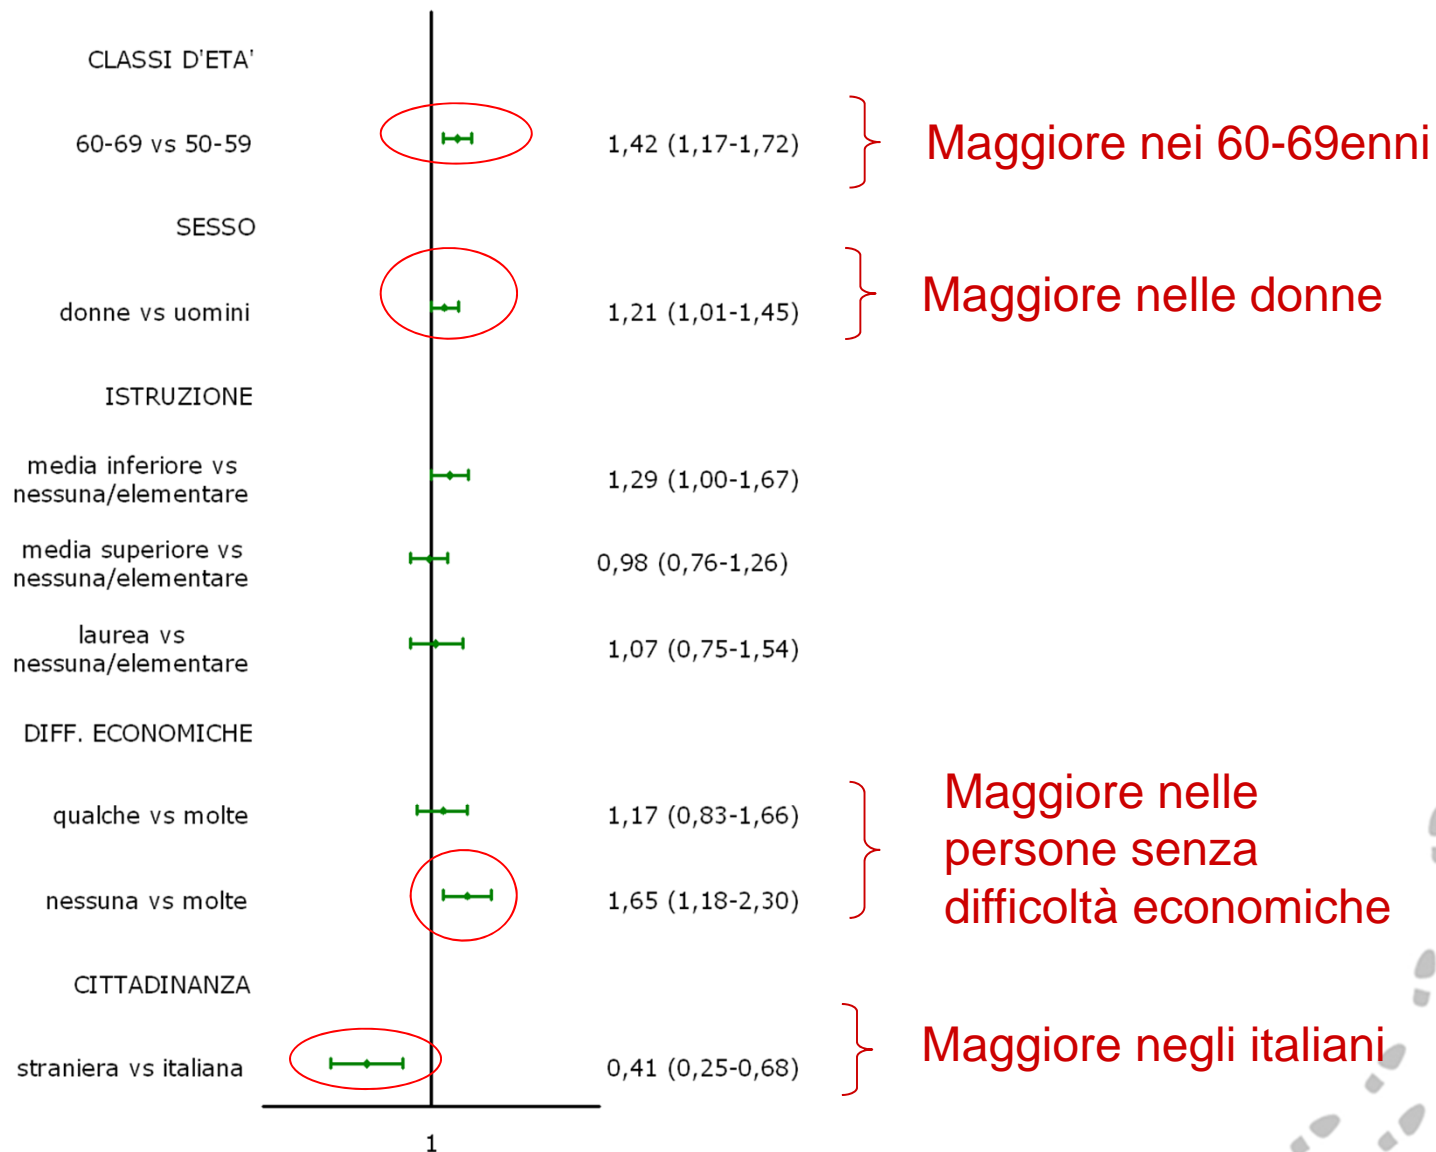 CLASSI D'ETA'
60-69 vs 50-59
1,42 (1,17-1,72)
Maggiore nei 60-69enni
SESSO
donne vs uomini
1,21 (1,01-1,45)
Maggiore nelle donne
ISTRUZIONE
media inferiore vs
nessuna/elementare
1,29 (1,00-1,67)
media superiore vs
nessuna/elementare
0,98 (0,76-1,26)
laurea vs
nessuna/elementare
1,07 (0,75-1,54)
DIFF. ECONOMICHE
qualche vs molte
1,17 (0,83-1,66)
nessuna vs molte
1,65 (1,18-2,30)
Maggiore nelle
persone senza
difficoltà economiche
CITTADINANZA
straniera vs italiana
0,41 (0,25-0,68)
Maggiore negli italiani
1